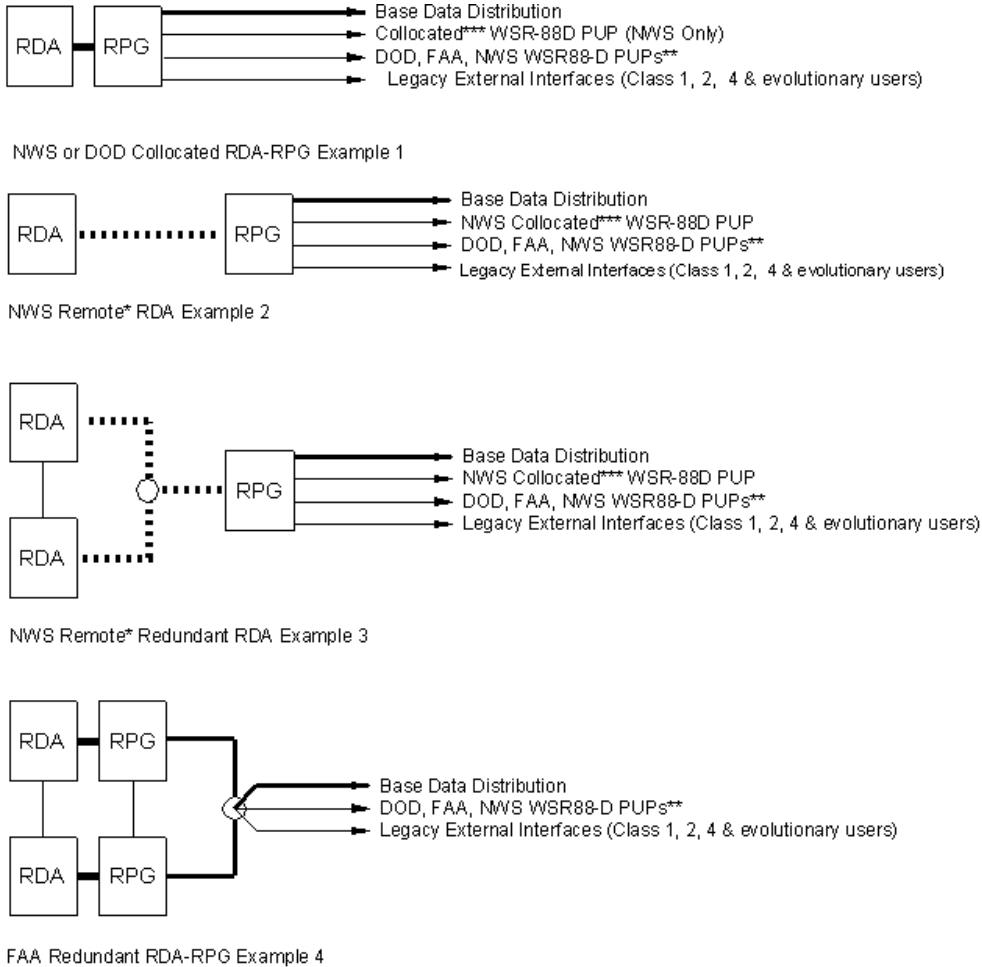 Base Data Distribution
RDA RPG Collocated*** WSR-88D PUP (NWS Only)
DOD, FAA, NWS WSR88-D PUPs**
Legacy External Interfaces (Class 1, 2, 4 & evolutionary users)
NWS or DOD Collocated RDA-RPG Example 1
Base Data Distribution
NWS Collocated*** WSR-88D PUP
RDA RPG DOD, FAA, NWS WSR88-D PUPs**
Legacy External Interfaces (Class 1, 2, 4 & evolutionary users)
NWS Remote* RDA Example 2
RDA
Base Data Distribution
NWS Collocated*** WSR-88D PUP
RPG DOD, FAA, NWS WSR88-D PUPs**
Legacy External Interfaces (Class 1, 2, 4 & evolutionary users)
RDA
NWS Remote* Redundant RDA Example 3
RDA RPG
Base Data Distribution
DOD, FAA, NWS WSR88-D PUPs**
Legacy External Interfaces (Class 1, 2, 4 & evolutionary users)
RDA RPG
FAA Redundant RDA-RPG Example 4